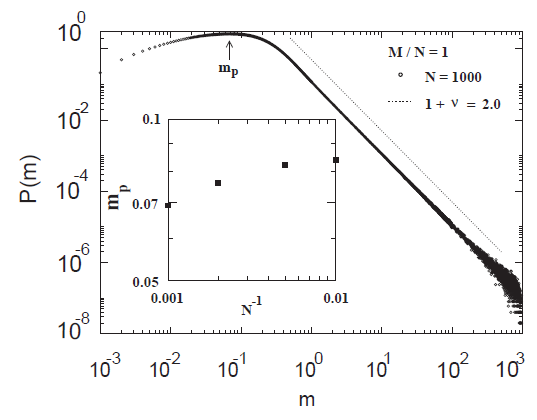 M / N = 1
N = 1000
1 + ν = 2.0
m_p
P(m)
10^0
10^-2
10^-4
10^-6
10^-8
m_p
0.1
0.07
0.05
0.001
0.01
N^-1
10^-3
10^-2
10^-1
10^0
10^1
10^2
10^3
m